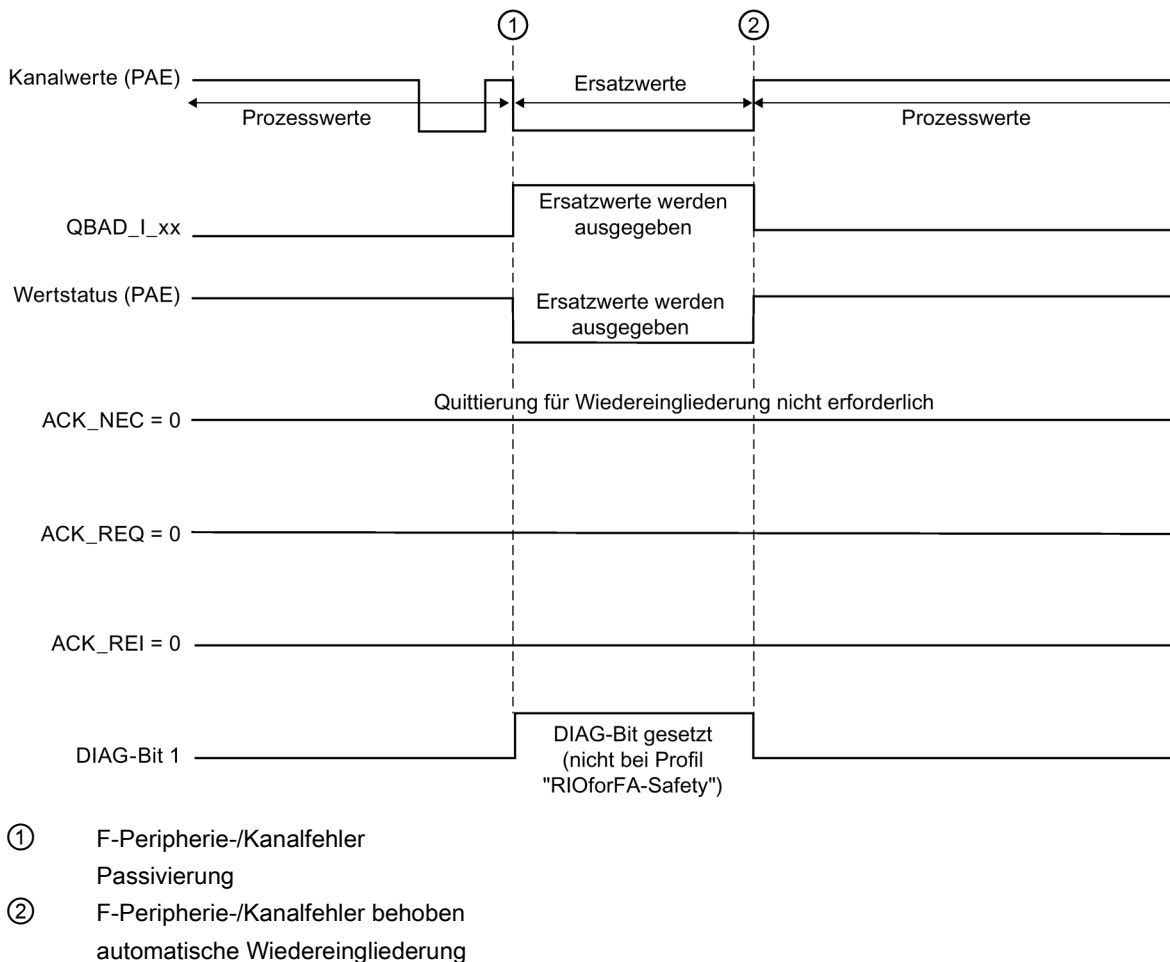 ① ②
Kanalwerte (PAE)
Ersatzwerte
Prozesswerte
Prozesswerte
QBAD_I_xx
Ersatzwerte werden
ausgegeben
Wertstatus (PAE)
Ersatzwerte werden
ausgegeben
Quittierung für Wiedereingliederung nicht erforderlich
ACK_NEC = 0
ACK_REQ = 0
ACK_REI = 0
DIAG-Bit 1
DIAG-Bit gesetzt
(nicht bei Profil
"RIOforFA-Safety")
① F-Peripherie-/Kanalfehler
Passivierung
② F-Peripherie-/Kanalfehler behoben
automatische Wiedereingliederung